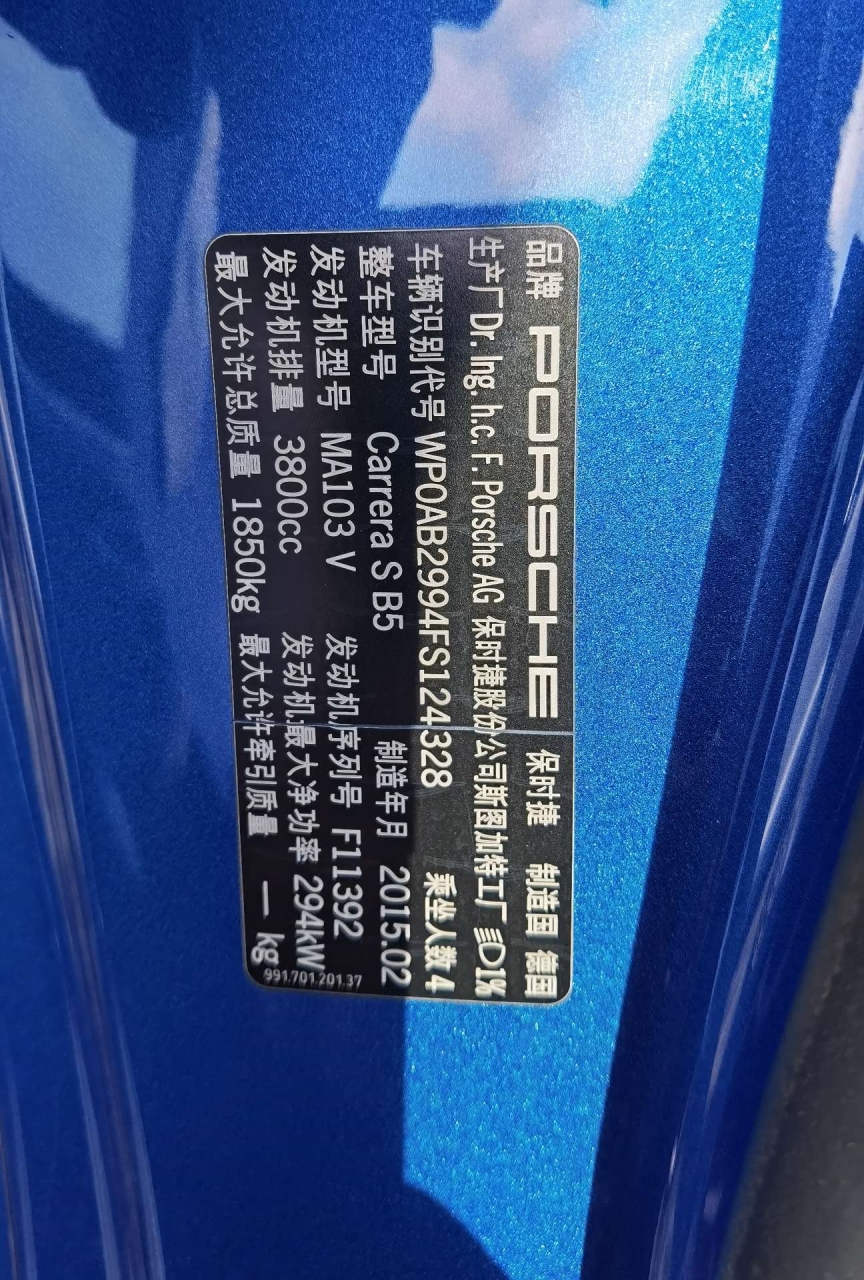 品牌 PORSCHE 保时捷 制造国 德国
生产厂Dr. Ing. h.c. F. Porsche AG 保时捷股份公司斯图加特工厂 1%
车辆识别代号 WP0AB2994FS124328 乘坐人数 4
整车型号 Carrera S B5 制造年月 2015.02
发动机型号 MA103 V 发动机序列号 F11392
发动机排量 3800cc 发动机最大净功率 294kW
最大允许总质量 1850kg 最大允许牵引质量 — kg
991.701.201.37